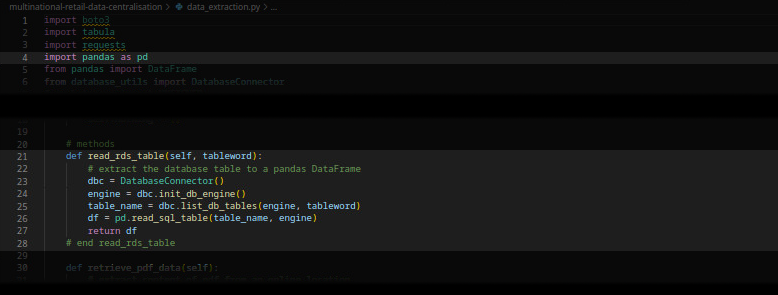 multinational-retail-data-centralisation > data_extraction.py > ...
1 import boto3
2 import tabula
3 import requests
4 import pandas as pd
5 from pandas import DataFrame
6 from database_utils import DatabaseConnector
19
20 # methods
21 def read_rds_table(self, tableword):
22 # extract the database table to a pandas DataFrame
23 dbc = DatabaseConnector()
24 engine = dbc.init_db_engine()
25 table_name = dbc.list_db_tables(engine, tableword)
26 df = pd.read_sql_table(table_name, engine)
27 return df
28 # end read_rds_table
29
30 def retrieve_pdf_data(self):